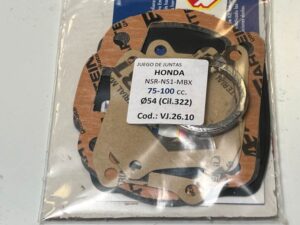 JUEGO DE JUNTAS
HONDA
NSR-NS1-MBX
75-100 cc.
Ø54 (Cil.322)
Cod.: VJ.26.10